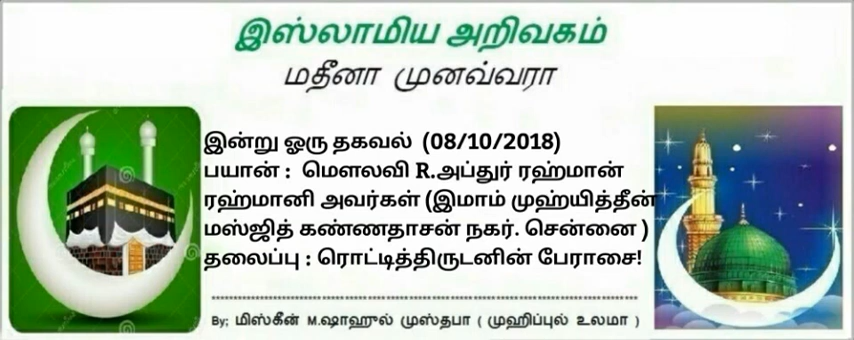 இஸ்லாமிய அறிவகம்
மதீனா முனவ்வரா
இன்று ஓரு தகவல் (08/10/2018)
பயான் : மௌலவி R.அப்துர் ரஹ்மான்
ரஹ்மானி அவர்கள் (இமாம் முஹ்யித்தீன்
மஸ்ஜித் கண்ணதாசன் நகர். சென்னை )
தலைப்பு : ரொட்டித்திருடனின் பேராசை!
By; மிஸ்கீன் M.ஷாஹுல் முஸ்தபா ( முஹிப்புல் உலமா )